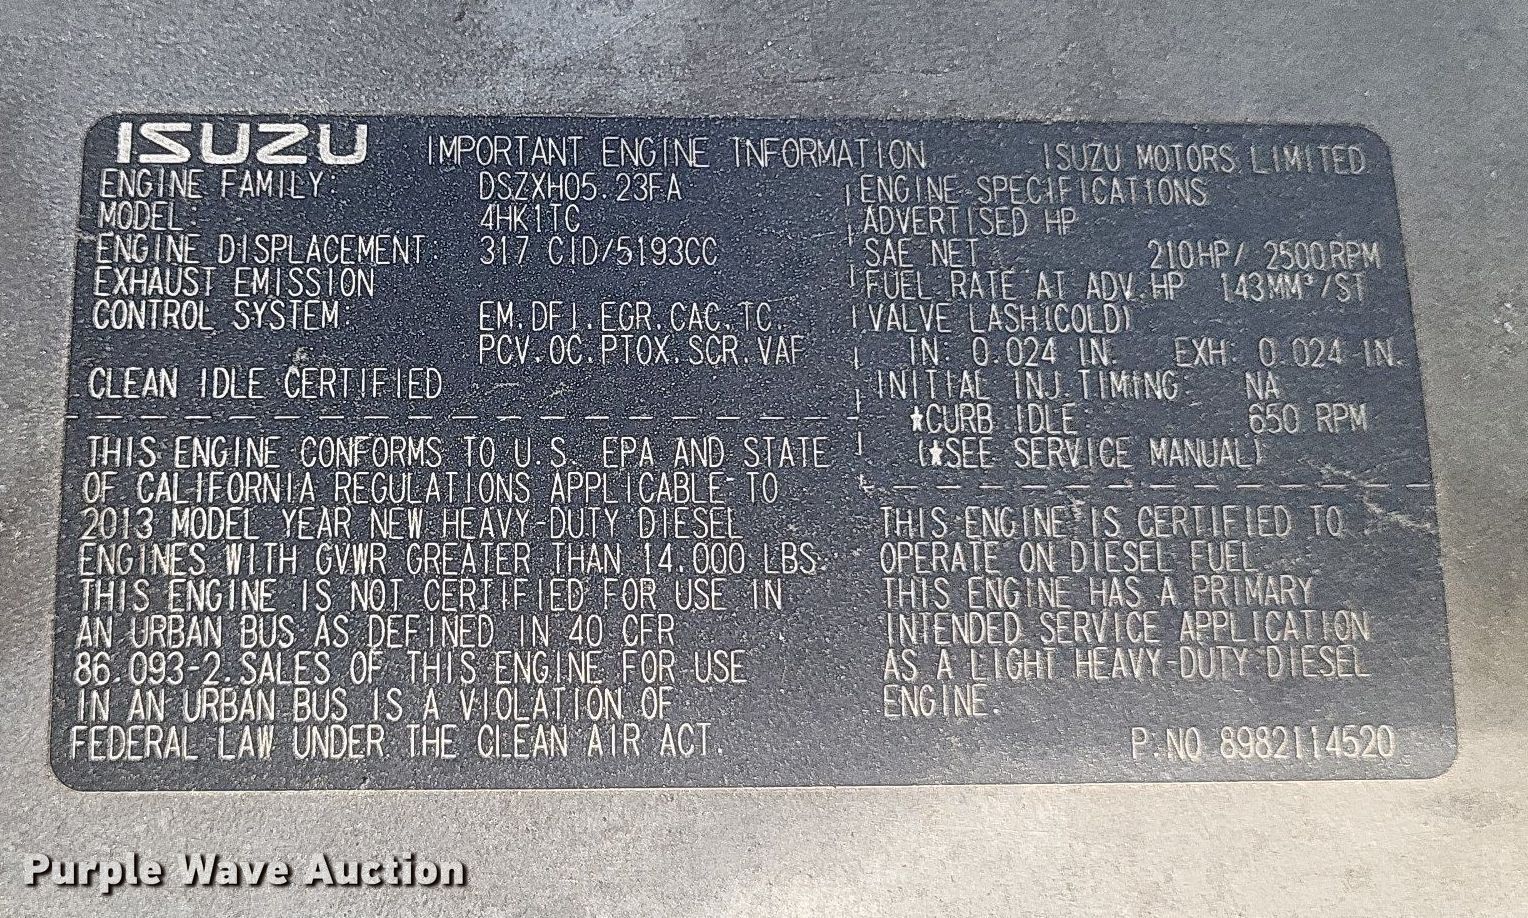 ISUZU IMPORTANT ENGINE INFORMATION ISUZU MOTORS LIMITED
ENGINE FAMILY: DSZXH05.23FA
MODEL: 4HK1TC
ENGINE DISPLACEMENT: 317 CID/5193CC
EXHAUST EMISSION
CONTROL SYSTEM: EM.DFI.EGR.CAC.TC.
PCV.OC.PTOX.SCR.VAF
CLEAN IDLE CERTIFIED
THIS ENGINE CONFORMS TO U.S. EPA AND STATE
OF CALIFORNIA REGULATIONS APPLICABLE TO
2013 MODEL YEAR NEW HEAVY-DUTY DIESEL
ENGINES WITH GVWR GREATER THAN 14.000 LBS.
THIS ENGINE IS NOT CERTIFIED FOR USE IN
AN URBAN BUS AS DEFINED IN 40 CFR
86.093-2.SALES OF THIS ENGINE FOR USE
IN AN URBAN BUS IS A VIOLATION OF
FEDERAL LAW UNDER THE CLEAN AIR ACT.
ENGINE SPECIFICATIONS
ADVERTISED HP
SAE NET 210HP/ 2500RPM
FUEL RATE AT ADV.HP 143MM³/ST
VALVE LASH(COLD)
IN: 0.024 IN. EXH: 0.024 IN.
INITIAL INJ.TIMING: NA
★CURB IDLE: 650 RPM
(★SEE SERVICE MANUAL)
THIS ENGINE IS CERTIFIED TO
OPERATE ON DIESEL FUEL.
THIS ENGINE HAS A PRIMARY
INTENDED SERVICE APPLICATION
AS A LIGHT HEAVY-DUTY DIESEL
ENGINE.
P.NO.8982114520
Purple Wave Auction